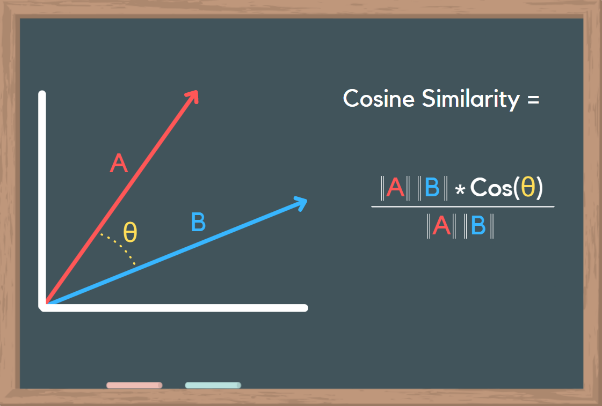 Cosine Similarity =
A
θ
B
‖A‖ ‖B‖ * Cos(θ)
‖A‖ ‖B‖